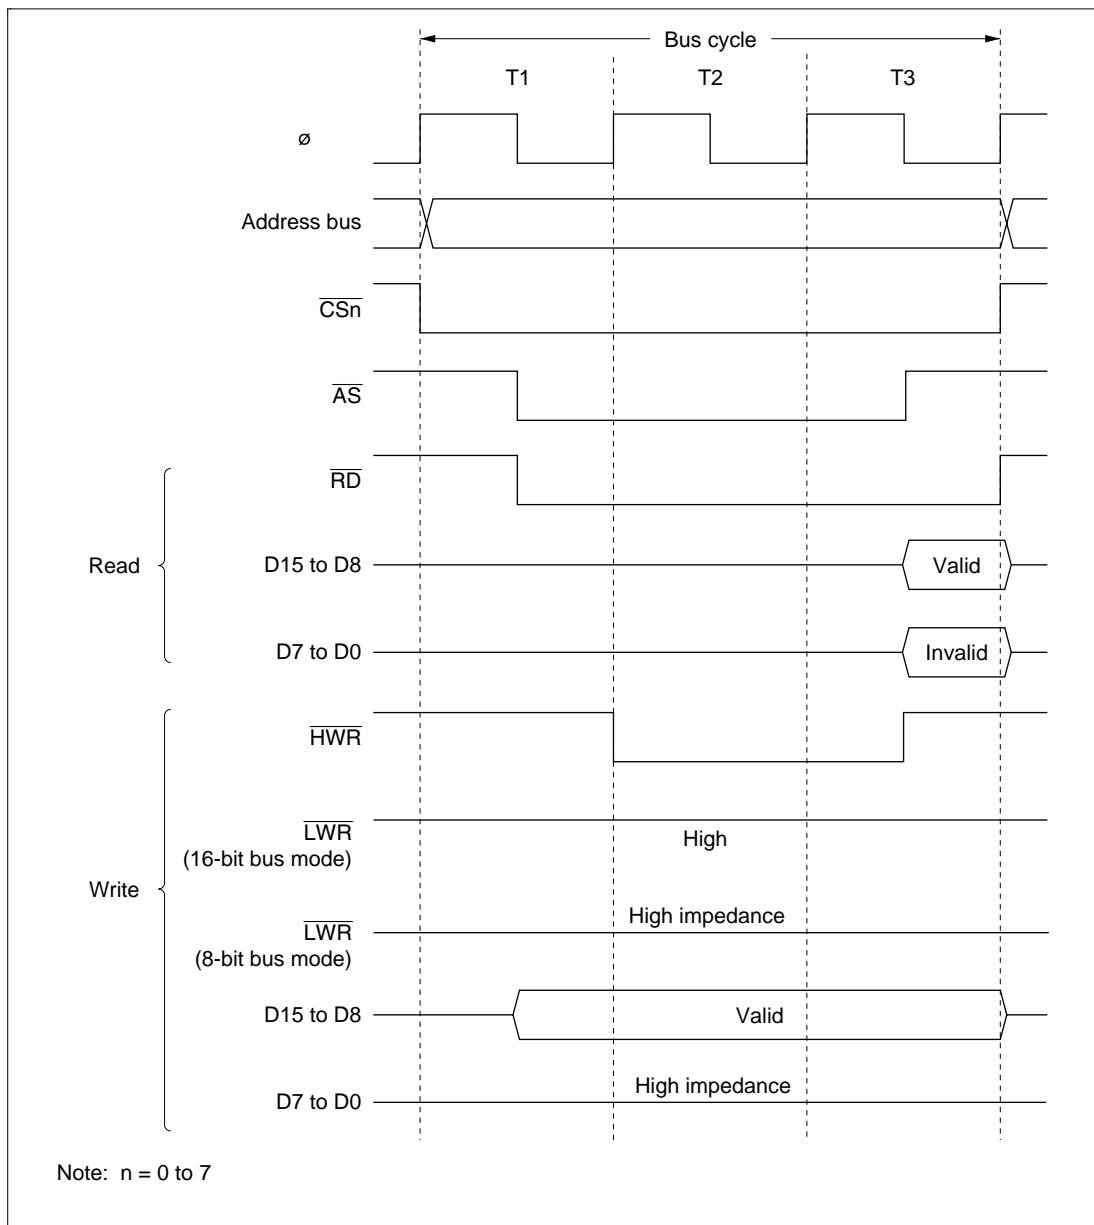 Bus cycle
T1 T2 T3
ø
Address bus
CSn
AS
RD
Read D15 to D8 Valid
D7 to D0 Invalid
HWR
LWR
(16-bit bus mode) High
Write
LWR High impedance
(8-bit bus mode)
D15 to D8 Valid
D7 to D0 High impedance
Note: n = 0 to 7